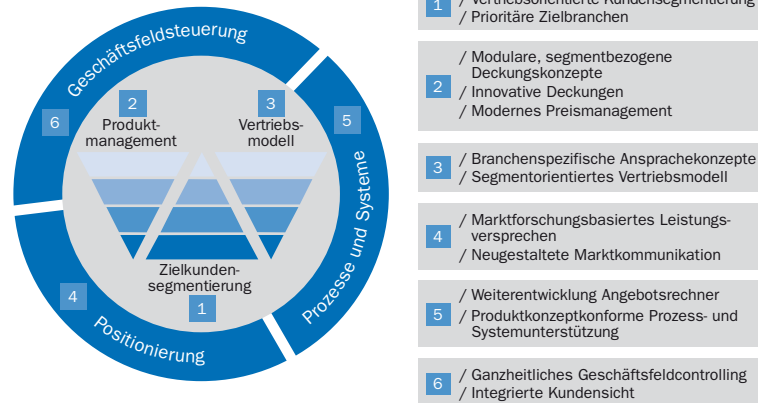 Geschäftsfeldsteuerung
6
2
Produkt-
management
3
Vertriebs-
modell
5
Prozesse und Systeme
Zielkunden-
segmentierung
1
4
Positionierung
1
/ Vertriebsorientierte Kundensegmentierung
/ Prioritäre Zielbranchen
2
/ Modulare, segmentbezogene
Deckungskonzepte
/ Innovative Deckungen
/ Modernes Preismanagement
3
/ Branchenspezifische Ansprachekonzepte
/ Segmentorientiertes Vertriebsmodell
4
/ Marktforschungsbasiertes Leistungs-
versprechen
/ Neugestaltete Marktkommunikation
5
/ Weiterentwicklung Angebotsrechner
/ Produktkonzeptkonforme Prozess- und
Systemunterstützung
6
/ Ganzheitliches Geschäftsfeldcontrolling
/ Integrierte Kundensicht